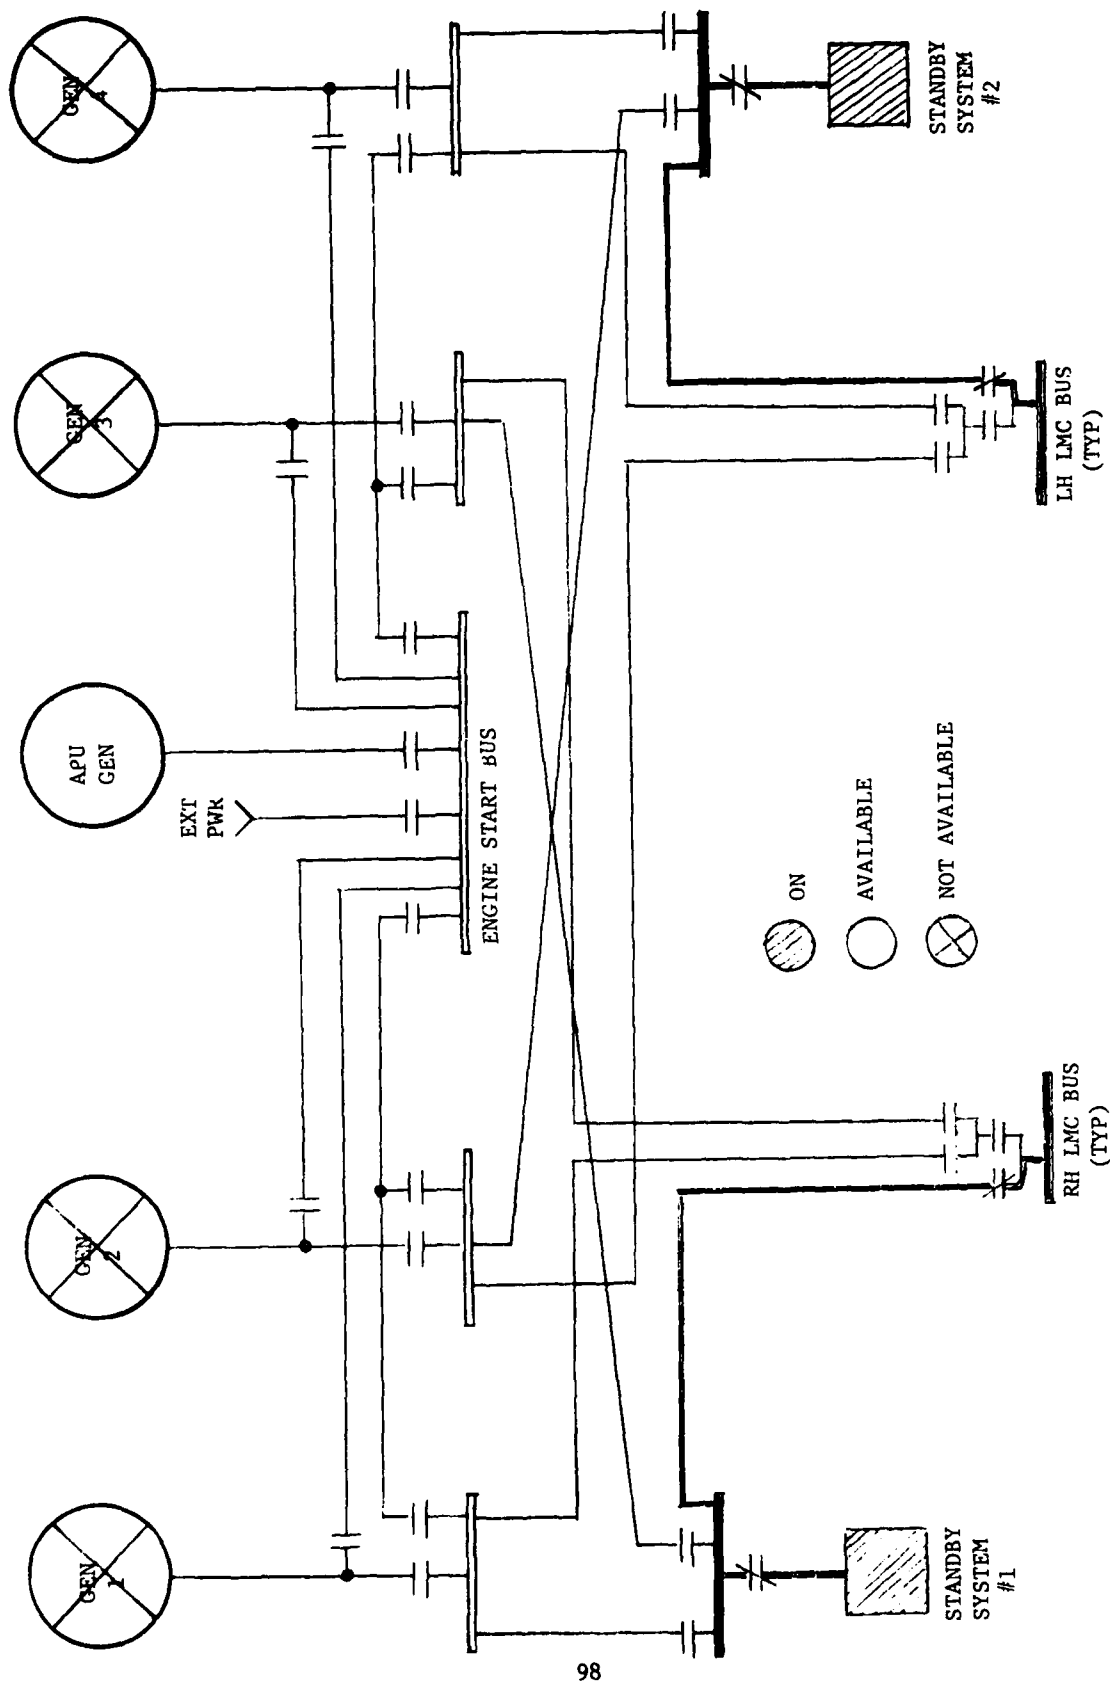 GEN
1
GEN
2
EXT
PWR
APU
GEN
GEN
3
GEN
4
ENGINE START BUS
ON
AVAILABLE
NOT AVAILABLE
STANDBY
SYSTEM
#1
RH LMC BUS
(TYP)
LH LMC BUS
(TYP)
STANDBY
SYSTEM
#2
98